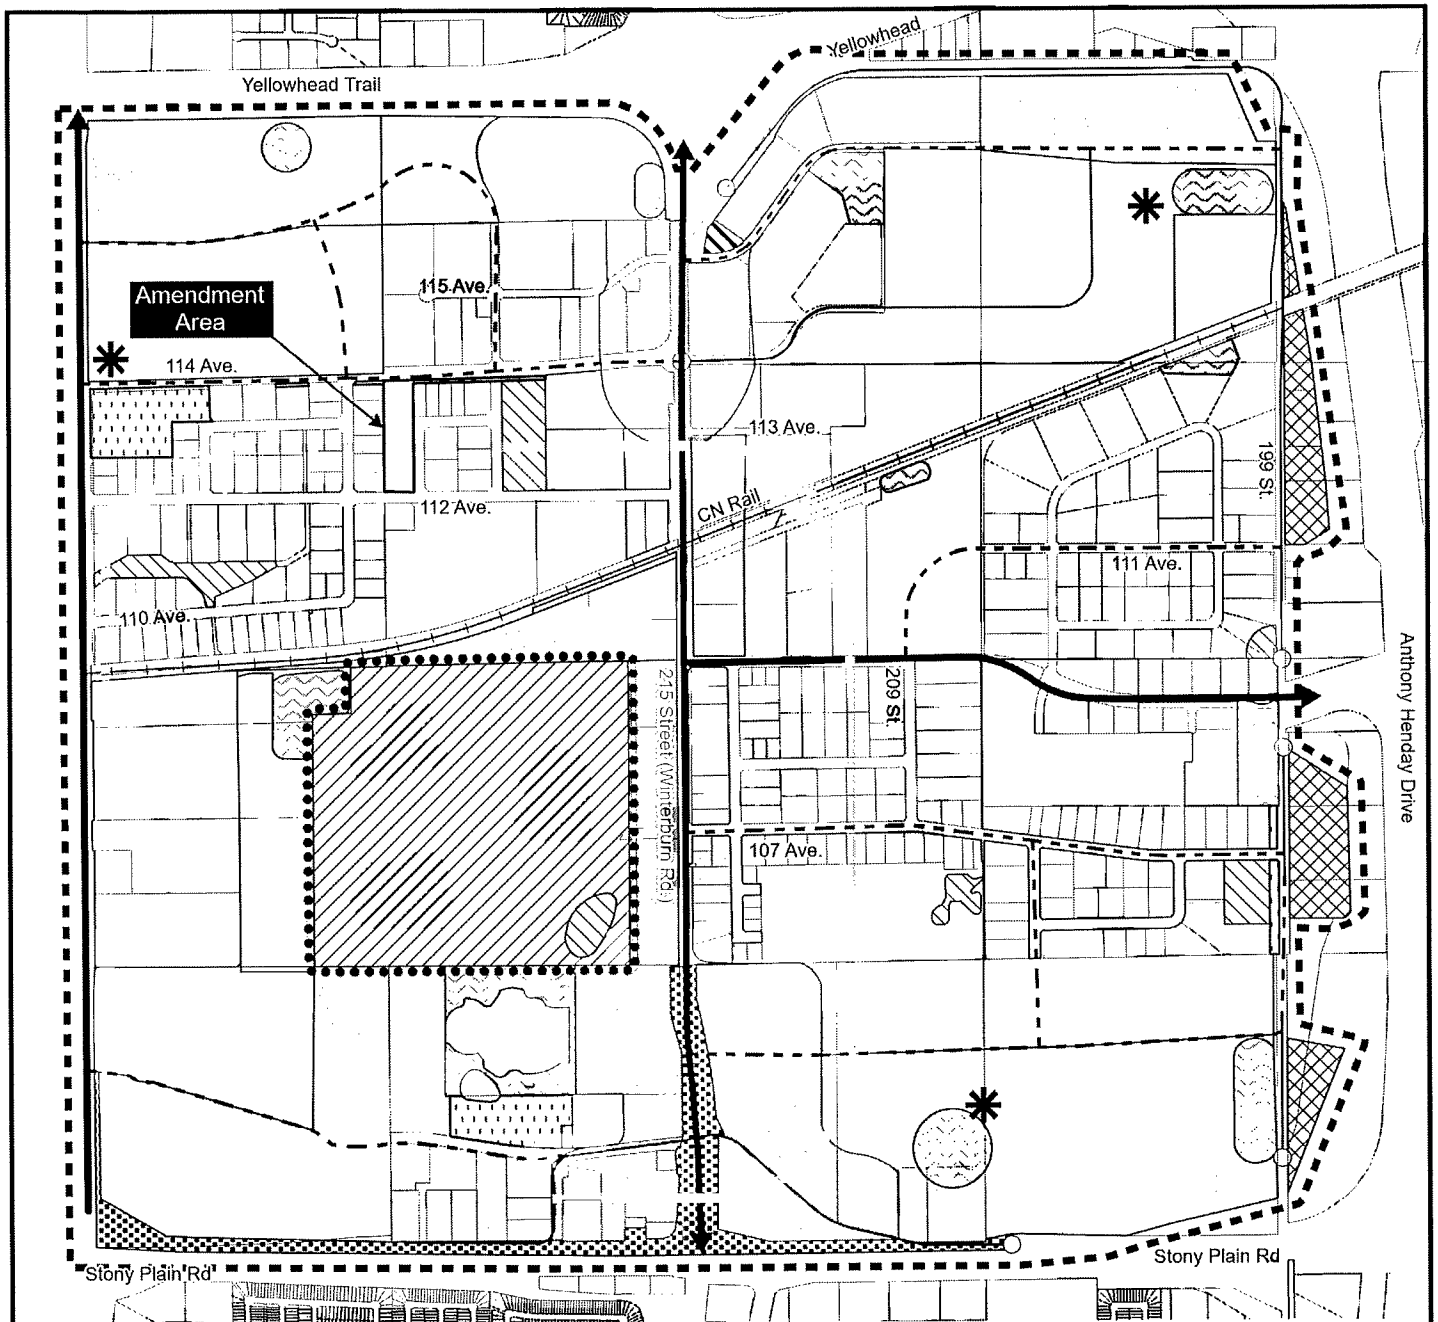 Yellowhead
Yellowhead Trail
115 Ave.
Amendment
Area
114 Ave.
113 Ave.
199 St.
CN Rail
112 Ave.
111 Ave.
110 Ave.
Anthony Henday Drive
215 Street (Winterburn Rd.)
209 St.
107 Ave.
Stony Plain Rd
Stony Plain Rd